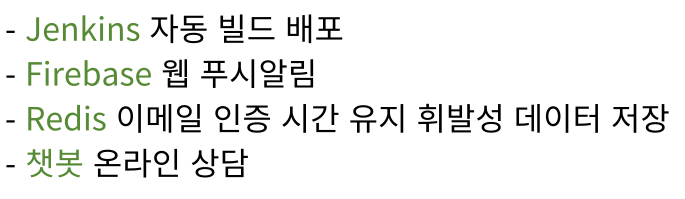 - Jenkins 자동 빌드 배포
- Firebase 웹 푸시알림
- Redis 이메일 인증 시간 유지 휘발성 데이터 저장
- 챗봇 온라인 상담